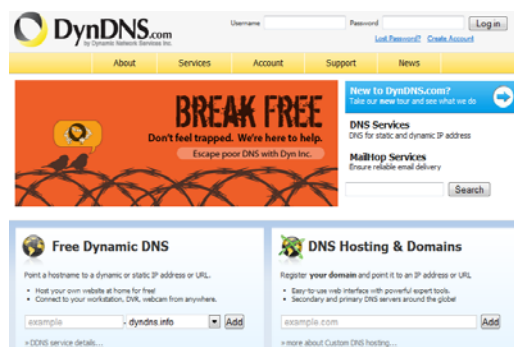 DynDNS.com
by Dynamic Network Services Inc.
Username
Password
Log in
Lost Password?
Create Account
About
Services
Account
Support
News
BREAK FREE
Don't feel trapped. We're here to help.
Escape poor DNS with Dyn Inc.
New to DynDNS.com?
Take our new tour and see what we do
DNS Services
DNS for static and dynamic IP address
MailHop Services
Ensure reliable email delivery
Search
Free Dynamic DNS
Point a hostname to a dynamic or static IP address or URL.
• Host your own website at home for free!
• Connect to your workstation, DVR, webcam from anywhere.
example
. dyndns.info
Add
» DDNS service details...
DNS Hosting & Domains
Register your domain and point it to an IP address or URL
• Easy-to-use web interface with powerful expert tools.
• Secondary and primary DNS servers around the globe!
example.com
Add
» more about Custom DNS hosting...